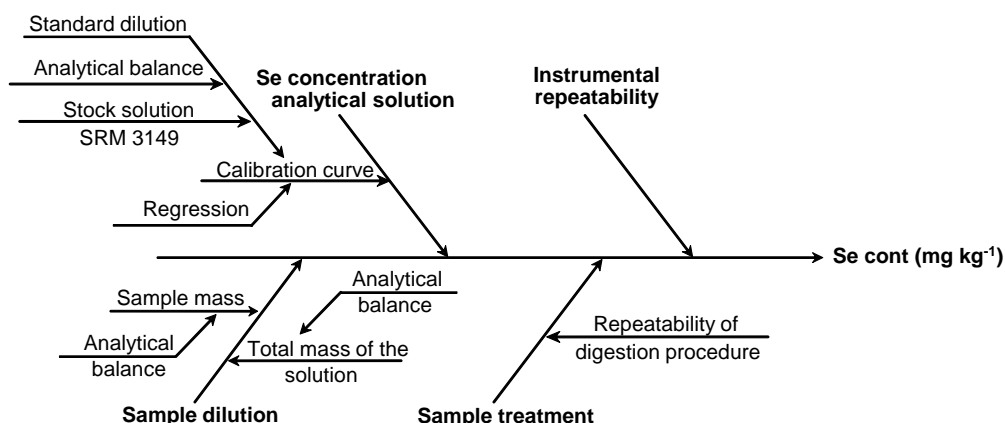 Standard dilution
Analytical balance
Stock solution
SRM 3149
Se concentration
analytical solution
Instrumental
repeatability
Calibration curve
Regression
Se cont (mg kg-1)
Sample mass
Analytical
balance
Analytical
balance
Total mass of the
solution
Repeatability of
digestion procedure
Sample dilution
Sample treatment